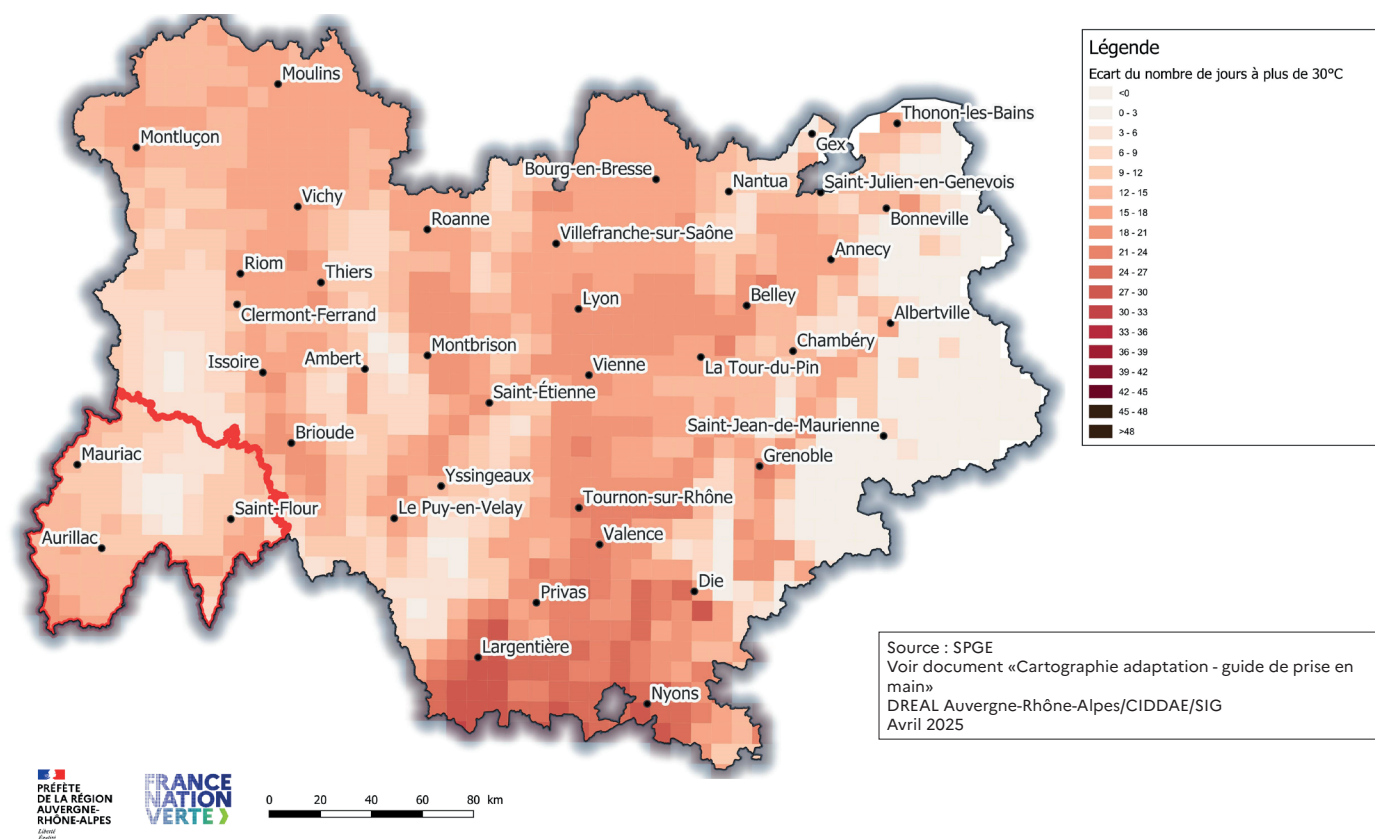 Moulins
Montluçon
Vichy
Roanne
Bourg-en-Bresse
Nantua
Gex
Thonon-les-Bains
Saint-Julien-en-Genevois
Bonneville
Villefranche-sur-Saône
Annecy
Riom
Thiers
Clermont-Ferrand
Lyon
Belley
Albertville
Issoire
Ambert
Montbrison
Vienne
La Tour-du-Pin
Chambéry
Saint-Étienne
Saint-Jean-de-Maurienne
Brioude
Mauriac
Yssingeaux
Grenoble
Saint-Flour
Le Puy-en-Velay
Tournon-sur-Rhône
Aurillac
Valence
Privas
Die
Largentière
Nyons
Légende
Ecart du nombre de jours à plus de 30°C
<0
0 - 3
3 - 6
6 - 9
9 - 12
12 - 15
15 - 18
18 - 21
21 - 24
24 - 27
27 - 30
30 - 33
33 - 36
36 - 39
39 - 42
42 - 45
45 - 48
>48
Source : SPGE
Voir document «Cartographie adaptation - guide de prise en
main»
DREAL Auvergne-Rhône-Alpes/CIDDAE/SIG
Avril 2025
PRÉFÈTE
DE LA RÉGION
AUVERGNE-
RHÔNE-ALPES
Liberté
Égalité
FRANCE
NATION
VERTE
0 20 40 60 80 km